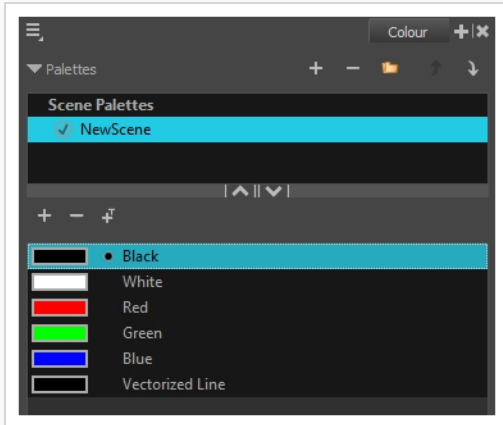 Colour
Palettes
Scene Palettes
NewScene
Black
White
Red
Green
Blue
Vectorized Line